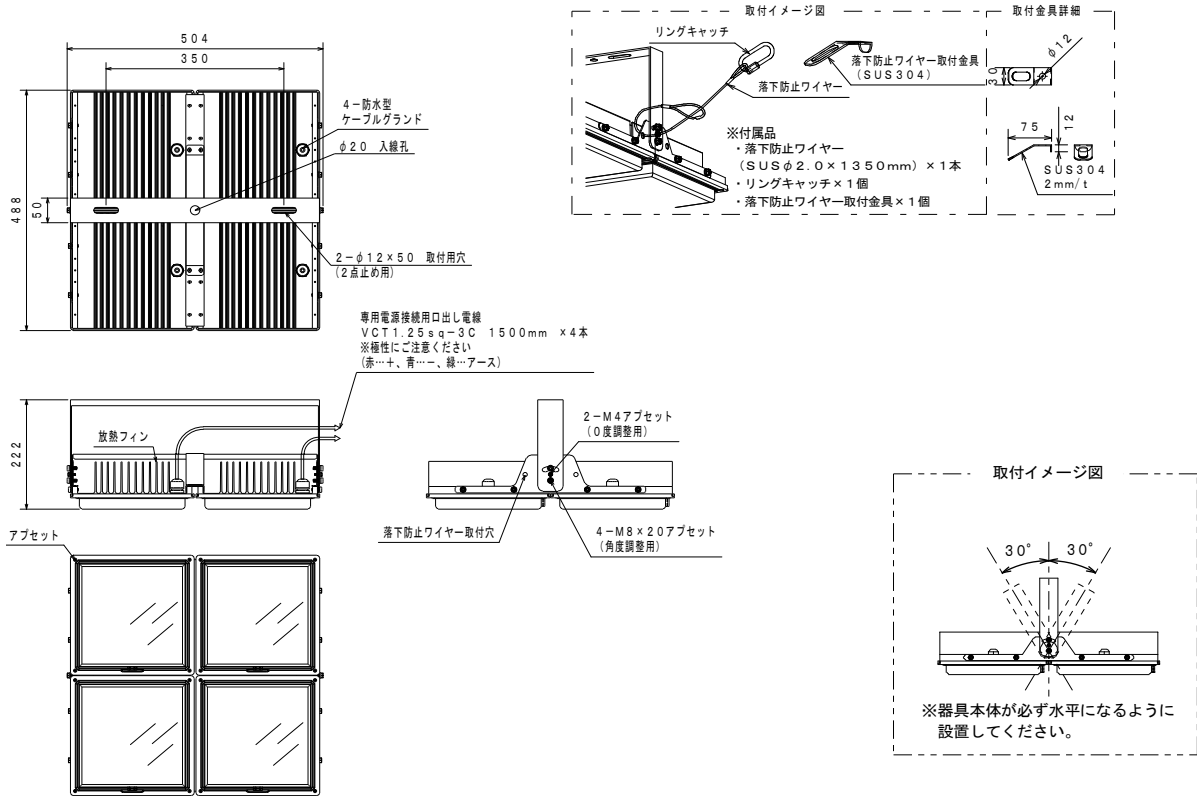 504
350
488
50
4−防水型
ケーブルグランド
φ20 入線孔
2−φ12×50 取付用穴
(2点止め用)
取付イメージ図
リングキャッチ
落下防止ワイヤー取付金具
(SUS304)
落下防止ワイヤー
※付属品
・落下防止ワイヤー
(SUSφ2.0×1350mm)×1本
・リングキャッチ×1個
・落下防止ワイヤー取付金具×1個
取付金具詳細
φ12
30
75
12
SUS304
2mm/t
専用電源接続用口出し電線
VCT1.25sq−3C 1500mm ×4本
※極性にご注意ください
(赤…+、青…−、緑…アース)
222
放熱フィン
2−M4アプセット
(0度調整用)
落下防止ワイヤー取付穴
4−M8×20アプセット
(角度調整用)
アプセット
取付イメージ図
30°
30°
※器具本体が必ず水平になるように
設置してください。